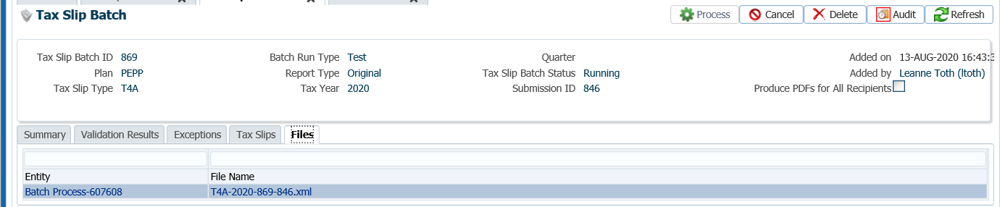 Tax Slip Batch
Process Cancel Delete Audit Refresh
Tax Slip Batch ID 869 Batch Run Type Test Quarter Added on 13-AUG-2020 16:43:3
Plan PEPP Report Type Original Tax Slip Batch Status Running Added by Leanne Toth (ltoth)
Tax Slip Type T4A Tax Year 2020 Submission ID 846 Produce PDFs for All Recipients
Summary Validation Results Exceptions Tax Slips Files
Entity File Name
Batch Process-607608 T4A-2020-869-846.xml